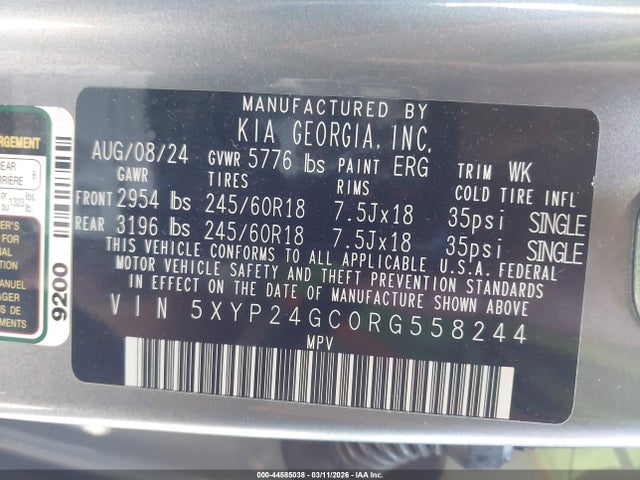 MANUFACTURED BY
KIA GEORGIA, INC.
AUG/08/24 GVWR 5776 lbs PAINT ERG TRIM WK
GAWR TIRES RIMS COLD TIRE INFL
FRONT 2954 lbs 245/60R18 7.5Jx18 35psi SINGLE
REAR 3196 lbs 245/60R18 7.5Jx18 35psi SINGLE
THIS VEHICLE CONFORMS TO ALL APPLICABLE U.S.A. FEDERAL
MOTOR VEHICLE SAFETY AND THEFT PREVENTION STANDARDS
IN EFFECT ON THE DATE OF MANUFACTURE SHOWN ABOVE
VIN 5XYP24GC0RG558244
MPV
9200
000-44585038 - 03/11/2026 - Copyright IAA, Inc.